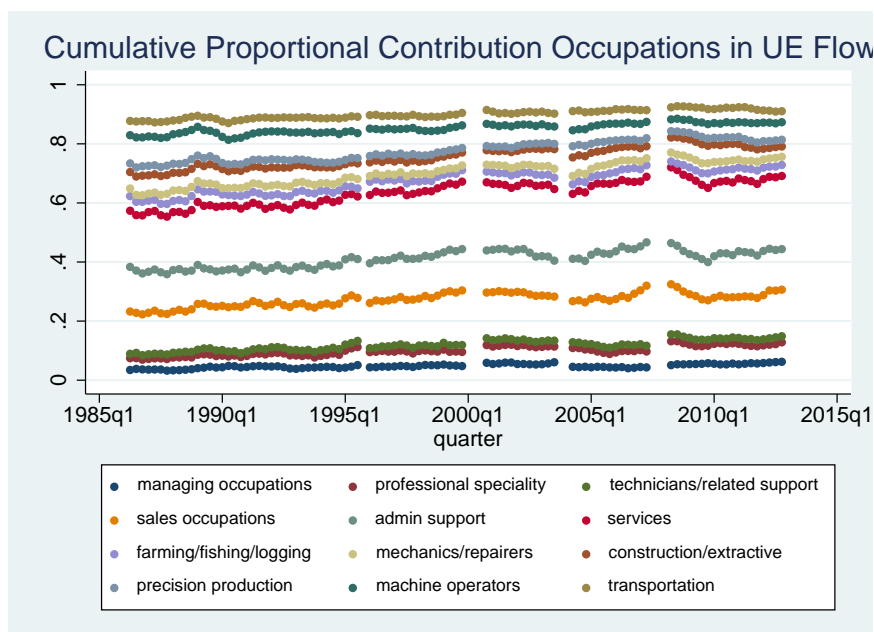 Cumulative Proportional Contribution Occupations in UE Flow
1
.8
.6
.4
.2
0
1985q1 1990q1 1995q1 2000q1 2005q1 2010q1 2015q1
quarter
managing occupations professional speciality technicians/related support
sales occupations admin support services
farming/fishing/logging mechanics/repairers construction/extractive
precision production machine operators transportation